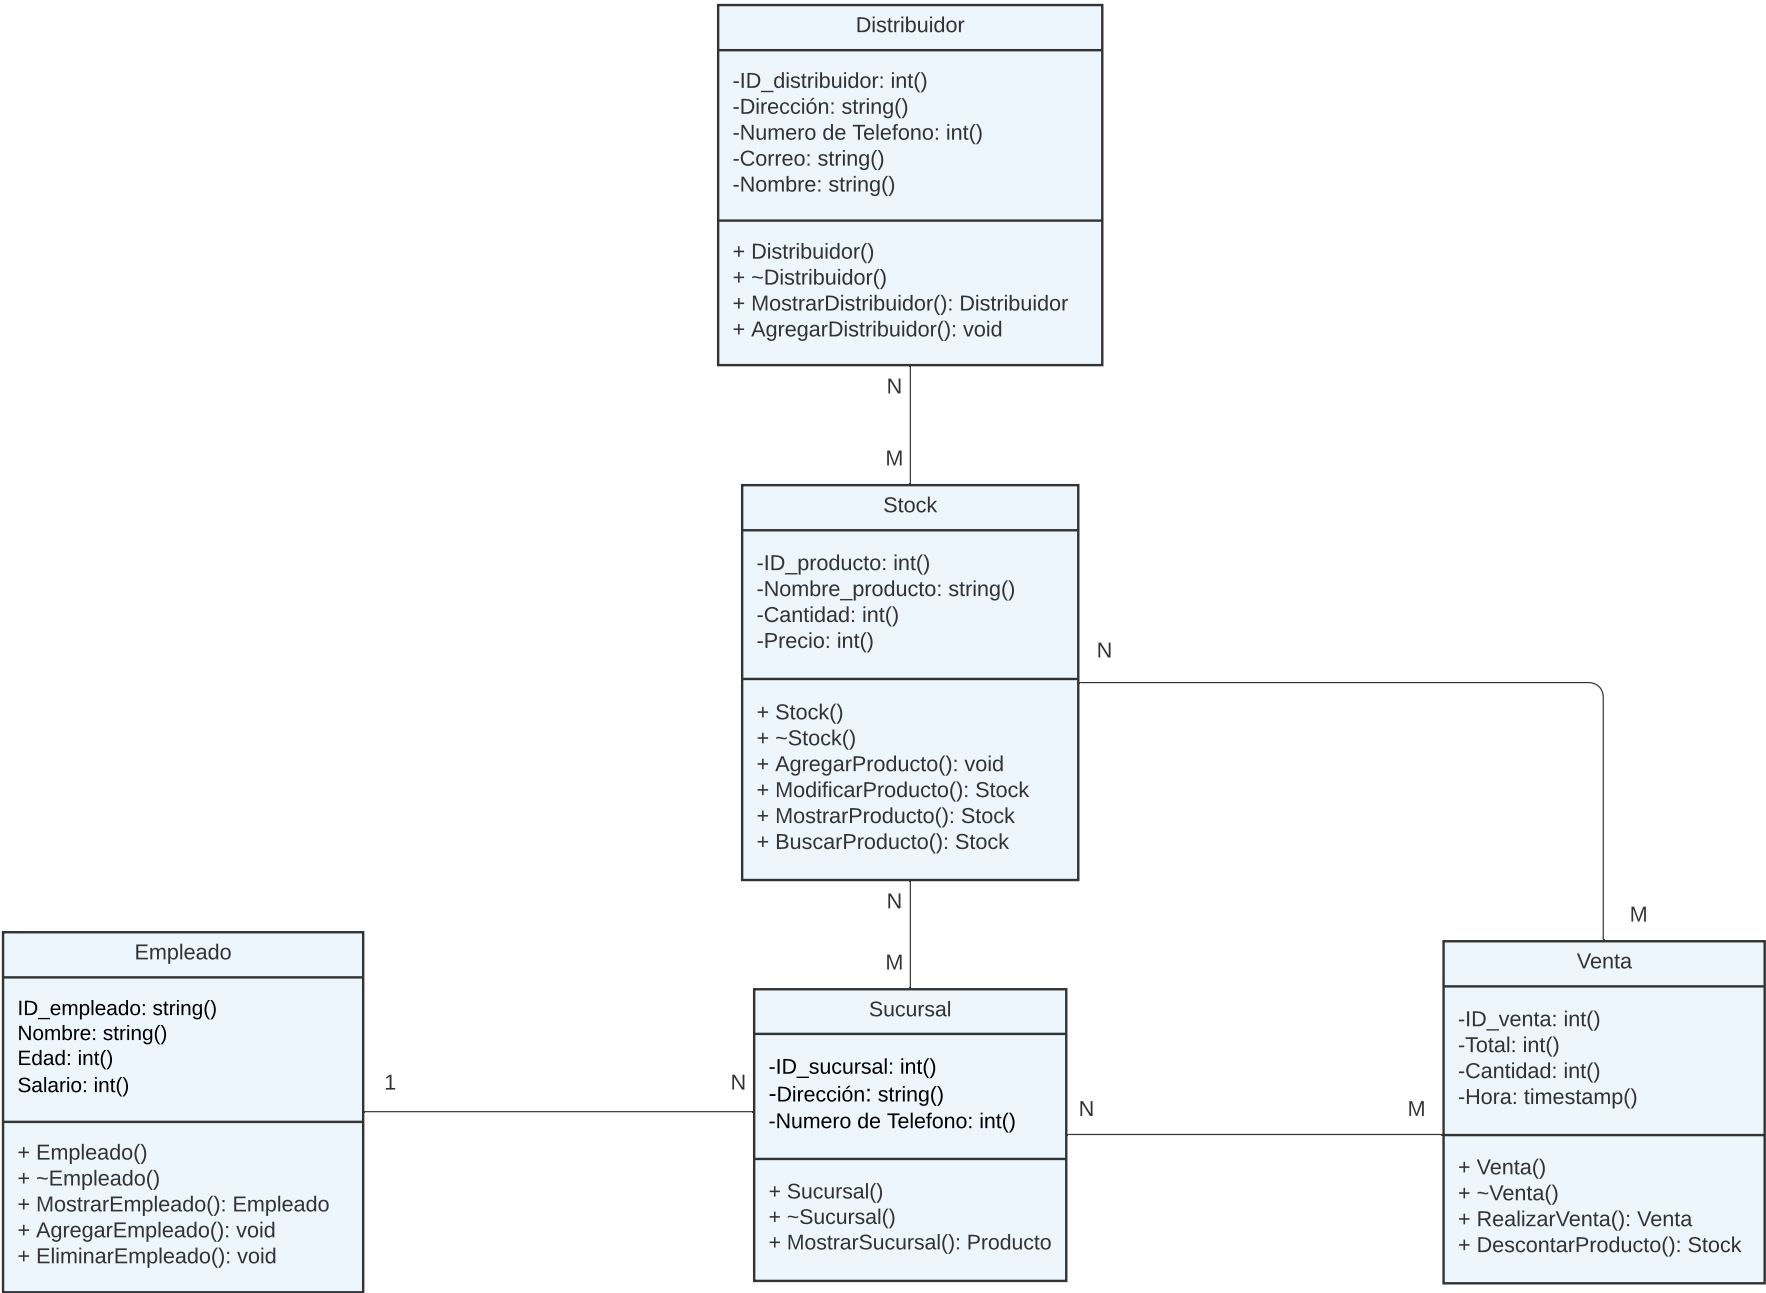 Distribuidor
-ID_distribuidor: int()
-Dirección: string()
-Numero de Telefono: int()
-Correo: string()
-Nombre: string()
+ Distribuidor()
+ ~Distribuidor()
+ MostrarDistribuidor(): Distribuidor
+ AgregarDistribuidor(): void
N
M
Stock
-ID_producto: int()
-Nombre_producto: string()
-Cantidad: int()
-Precio: int()
+ Stock()
+ ~Stock()
+ AgregarProducto(): void
+ ModificarProducto(): Stock
+ MostrarProducto(): Stock
+ BuscarProducto(): Stock
N
M
N
M
Empleado
ID_empleado: string()
Nombre: string()
Edad: int()
Salario: int()
+ Empleado()
+ ~Empleado()
+ MostrarEmpleado(): Empleado
+ AgregarEmpleado(): void
+ EliminarEmpleado(): void
1
N
Sucursal
-ID_sucursal: int()
-Dirección: string()
-Numero de Telefono: int()
+ Sucursal()
+ ~Sucursal()
+ MostrarSucursal(): Producto
N
M
Venta
-ID_venta: int()
-Total: int()
-Cantidad: int()
-Hora: timestamp()
+ Venta()
+ ~Venta()
+ RealizarVenta(): Venta
+ DescontarProducto(): Stock